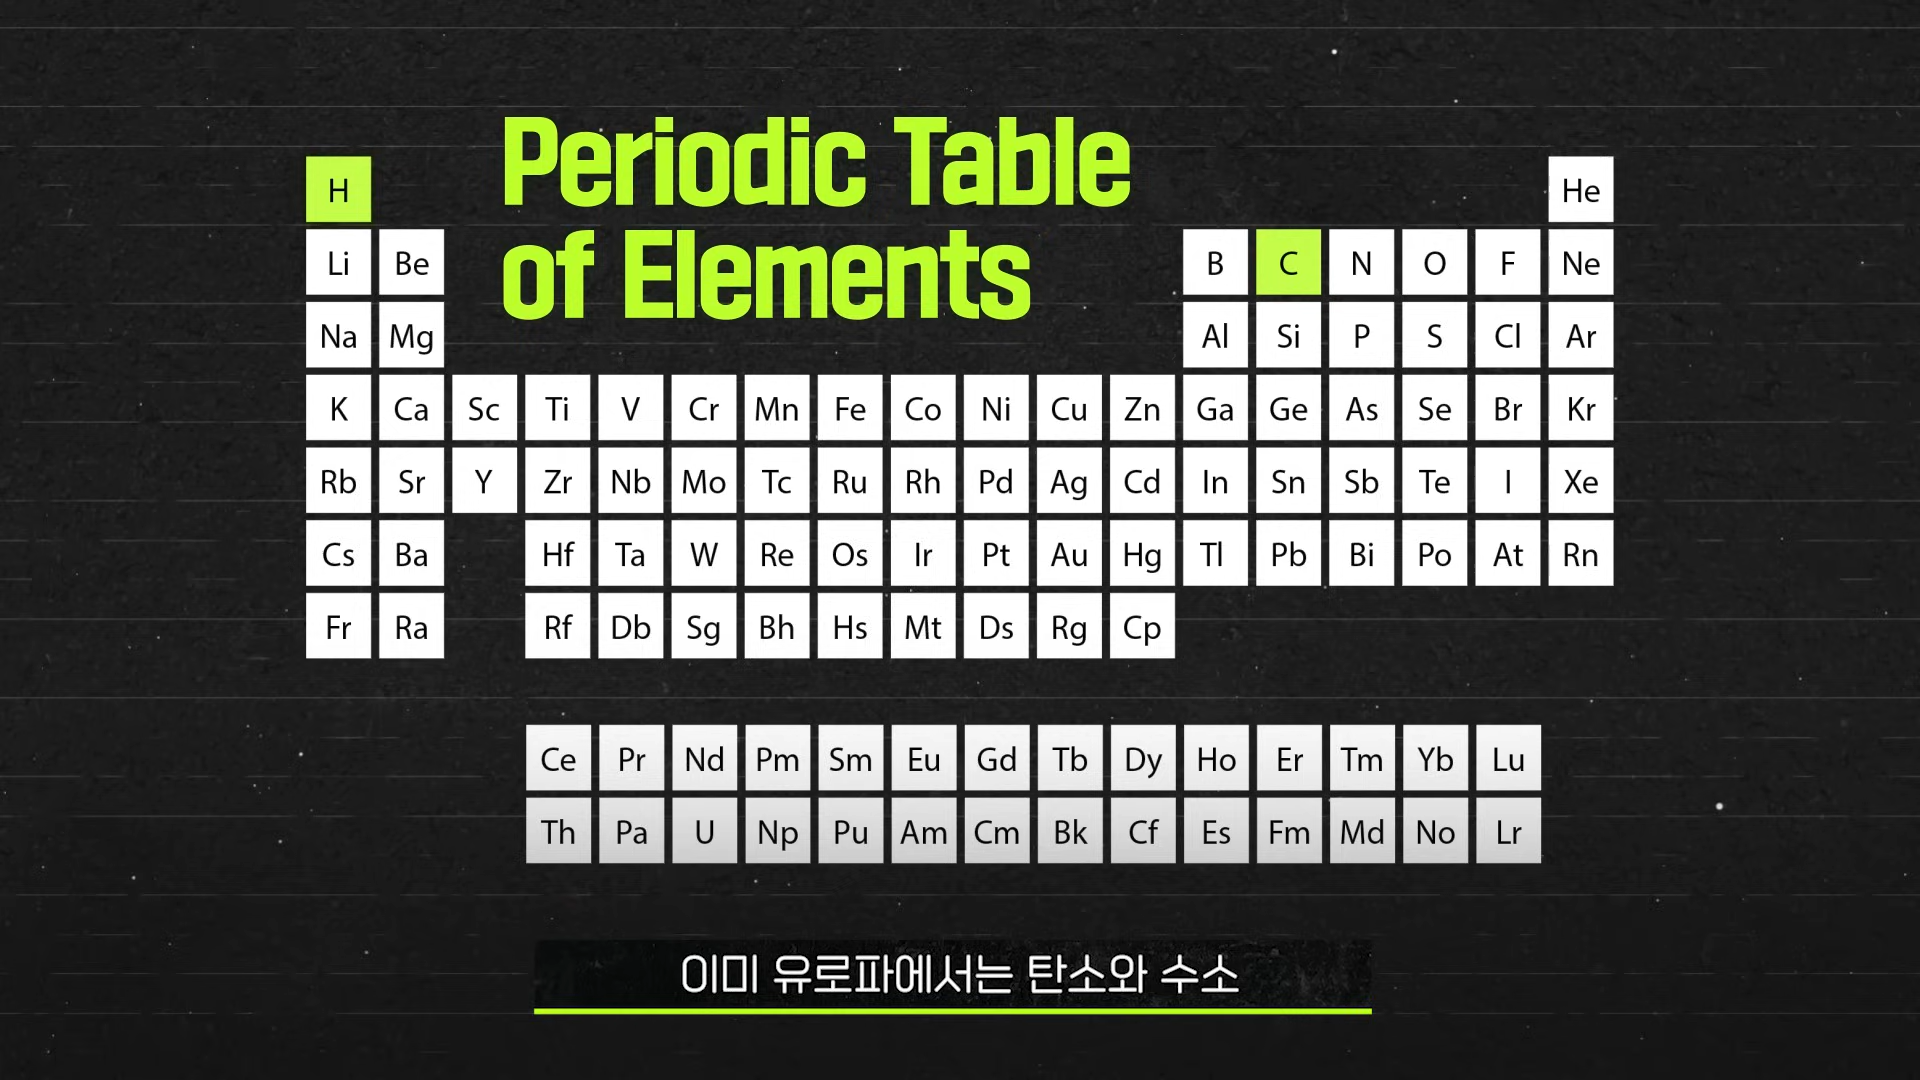 Periodic Table
of Elements
H He
Li Be B C N O F Ne
Na Mg Al Si P S Cl Ar
K Ca Sc Ti V Cr Mn Fe Co Ni Cu Zn Ga Ge As Se Br Kr
Rb Sr Y Zr Nb Mo Tc Ru Rh Pd Ag Cd In Sn Sb Te I Xe
Cs Ba Hf Ta W Re Os Ir Pt Au Hg Tl Pb Bi Po At Rn
Fr Ra Rf Db Sg Bh Hs Mt Ds Rg Cp
Ce Pr Nd Pm Sm Eu Gd Tb Dy Ho Er Tm Yb Lu
Th Pa U Np Pu Am Cm Bk Cf Es Fm Md No Lr
이미 유로파에서는 탄소와 수소